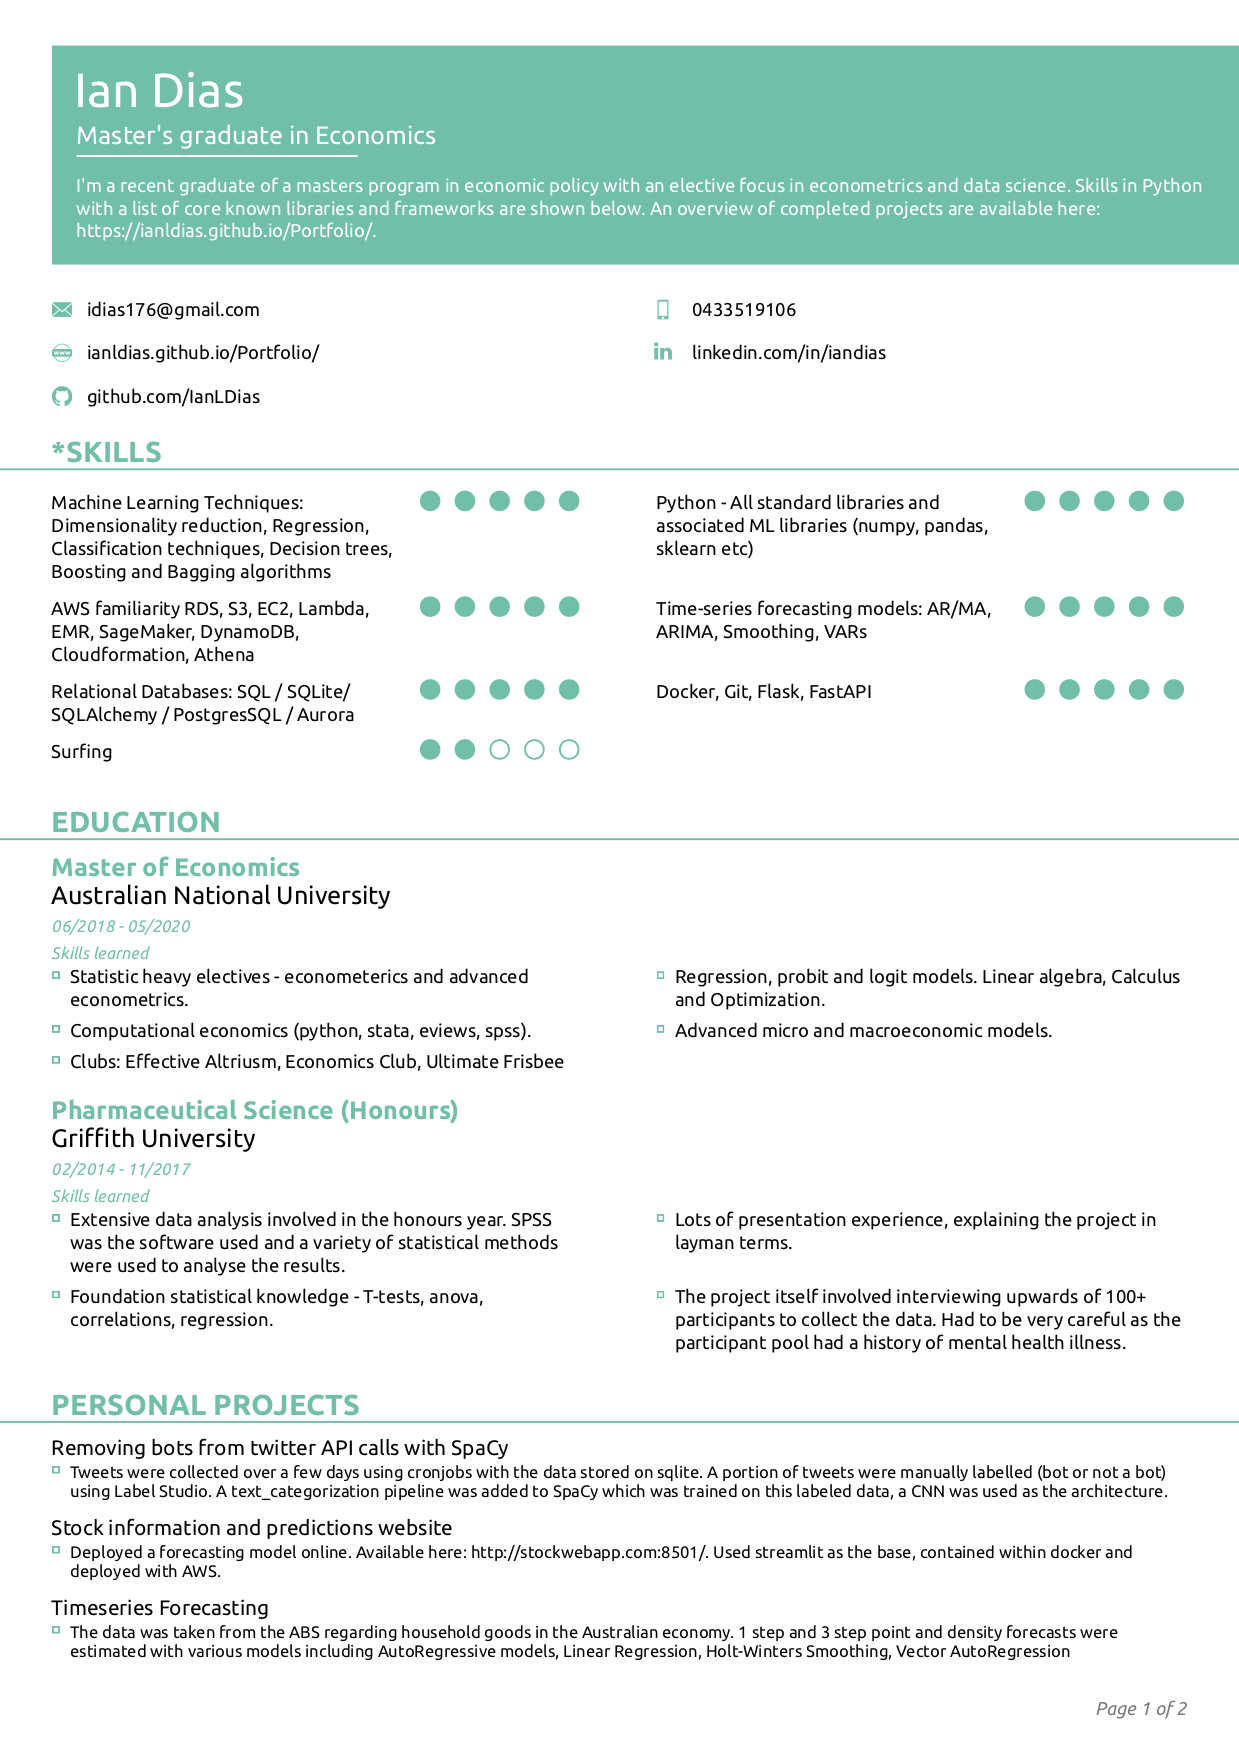 Ian Dias
Master's graduate in Economics
I'm a recent graduate of a masters program in economic policy with an elective focus in econometrics and data science. Skills in Python
with a list of core known libraries and frameworks are shown below. An overview of completed projects are available here:
https://ianldias.github.io/Portfolio/.
idias176@gmail.com
0433519106
www
ianldias.github.io/Portfolio/
in
linkedin.com/in/iandias
github.com/IanLDias
*SKILLS
Machine Learning Techniques:
Dimensionality reduction, Regression,
Classification techniques, Decision trees,
Boosting and Bagging algorithms
Python - All standard libraries and
associated ML libraries (numpy, pandas,
sklearn etc)
AWS familiarity RDS, S3, EC2, Lambda,
EMR, SageMaker, DynamoDB,
Cloudformation, Athena
Time-series forecasting models: AR/MA,
ARIMA, Smoothing, VARs
Relational Databases: SQL / SQLite/
SQLAlchemy / PostgresSQL / Aurora
Docker, Git, Flask, FastAPI
Surfing
EDUCATION
Master of Economics
Australian National University
06/2018 - 05/2020
Skills learned
Statistic heavy electives - econometerics and advanced
econometrics.
Regression, probit and logit models. Linear algebra, Calculus
and Optimization.
Computational economics (python, stata, eviews, spss).
Advanced micro and macroeconomic models.
Clubs: Effective Altriusm, Economics Club, Ultimate Frisbee
Pharmaceutical Science (Honours)
Griffith University
02/2014 - 11/2017
Skills learned
Extensive data analysis involved in the honours year. SPSS
was the software used and a variety of statistical methods
were used to analyse the results.
Lots of presentation experience, explaining the project in
layman terms.
Foundation statistical knowledge - T-tests, anova,
correlations, regression.
The project itself involved interviewing upwards of 100+
participants to collect the data. Had to be very careful as the
participant pool had a history of mental health illness.
PERSONAL PROJECTS
Removing bots from twitter API calls with SpaCy
Tweets were collected over a few days using cronjobs with the data stored on sqlite. A portion of tweets were manually labelled (bot or not a bot)
using Label Studio. A text_categorization pipeline was added to SpaCy which was trained on this labeled data, a CNN was used as the architecture.
Stock information and predictions website
Deployed a forecasting model online. Available here: http://stockwebapp.com:8501/. Used streamlit as the base, contained within docker and
deployed with AWS.
Timeseries Forecasting
The data was taken from the ABS regarding household goods in the Australian economy. 1 step and 3 step point and density forecasts were
estimated with various models including AutoRegressive models, Linear Regression, Holt-Winters Smoothing, Vector AutoRegression
Page 1 of 2